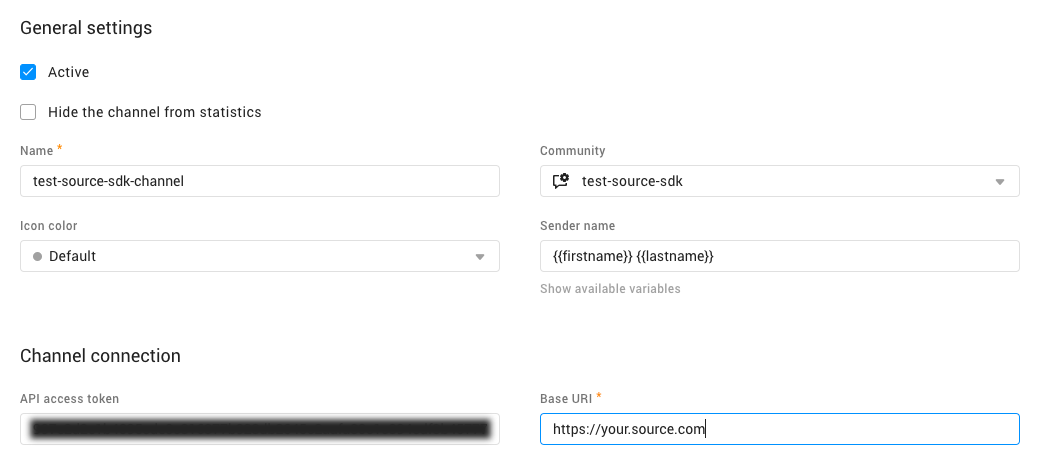 General settings
Active
Hide the channel from statistics
Name *
Community
test-source-sdk-channel
test-source-sdk
Icon color
Sender name
Default
{{firstname}} {{lastname}}
Show available variables
Channel connection
API access token
Base URI *
https://your.source.com